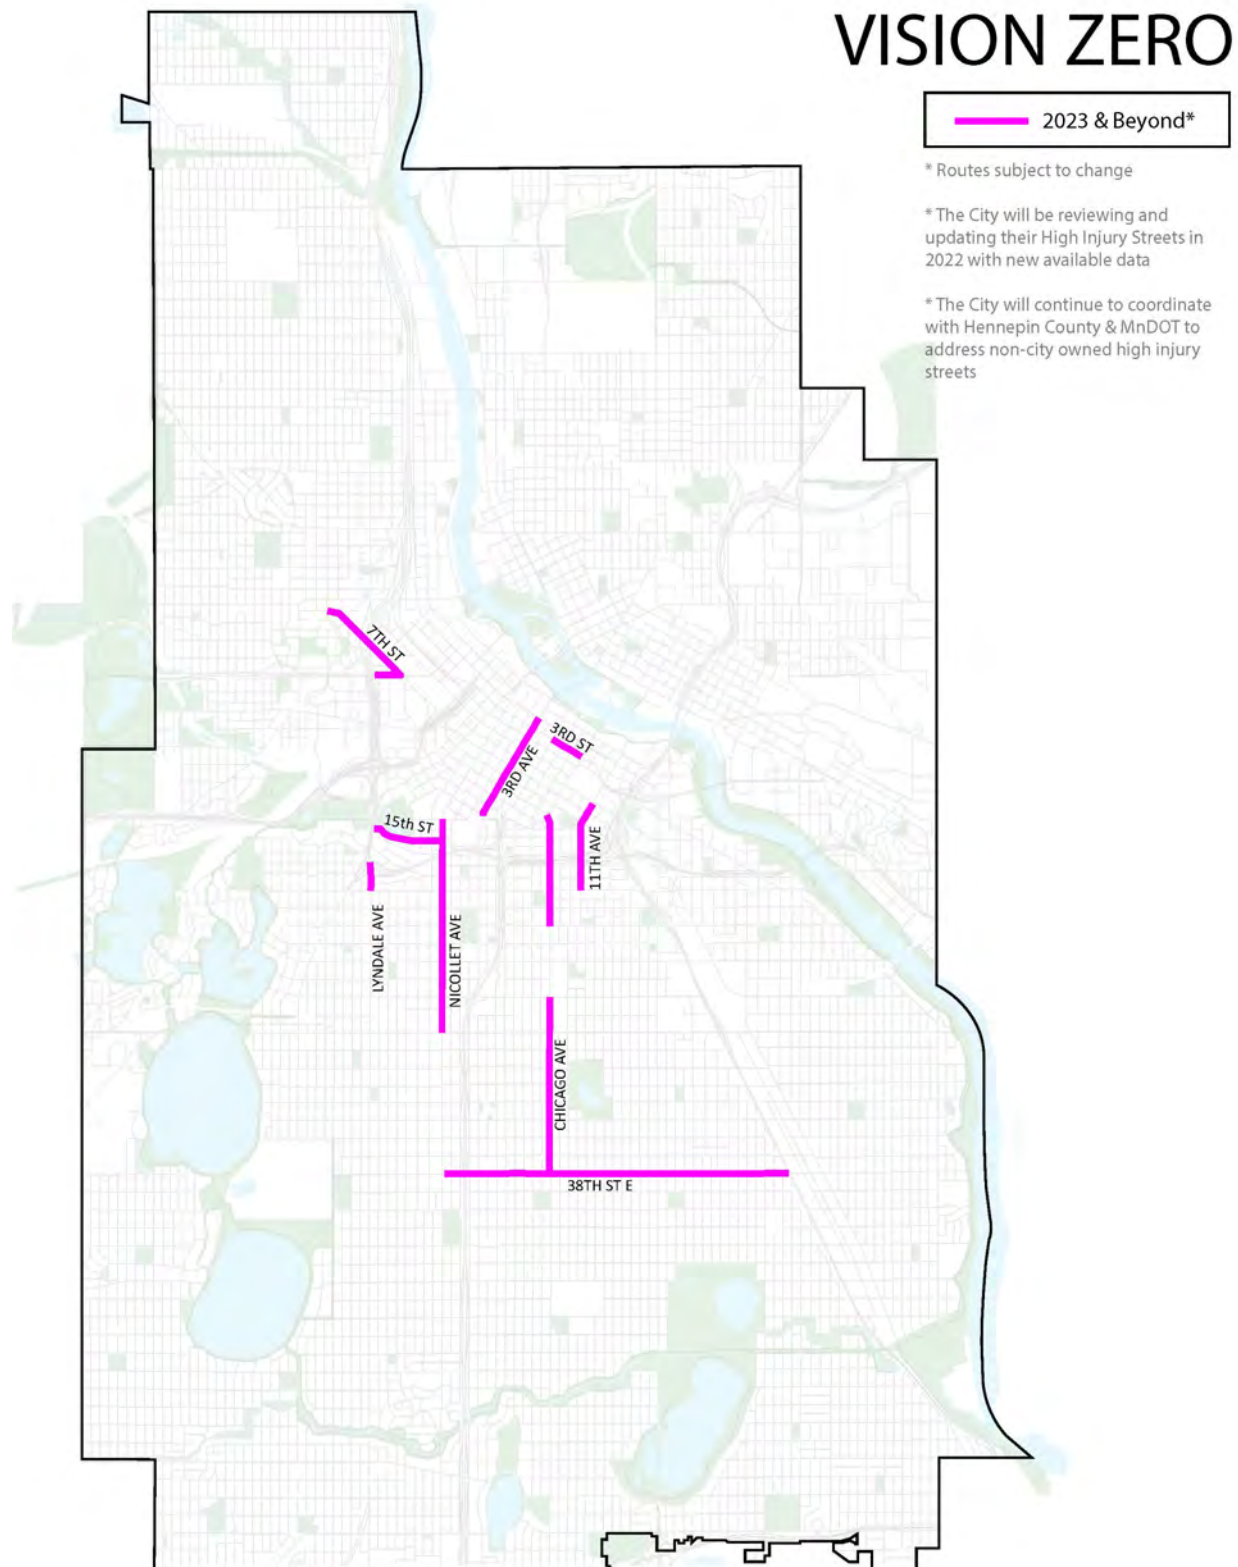 VISION ZERO
2023 & Beyond*
* Routes subject to change
* The City will be reviewing and
updating their High Injury Streets in
2022 with new available data
* The City will continue to coordinate
with Hennepin County & MnDOT to
address non-city owned high injury
streets
7TH ST
3RD ST
3RD AVE
15th ST
11TH AVE
LYNDALE AVE
NICOLLET AVE
CHICAGO AVE
38TH ST E